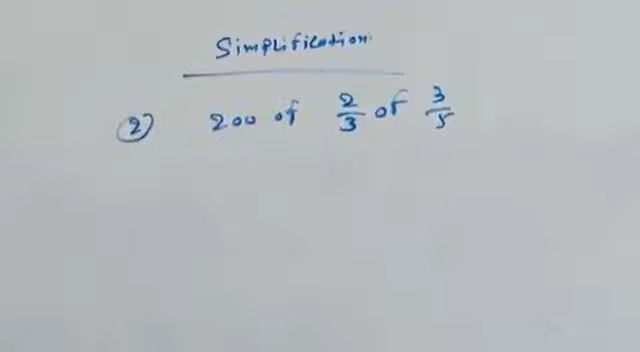 Simplification
(2) 200 of 2/3 of 3/5